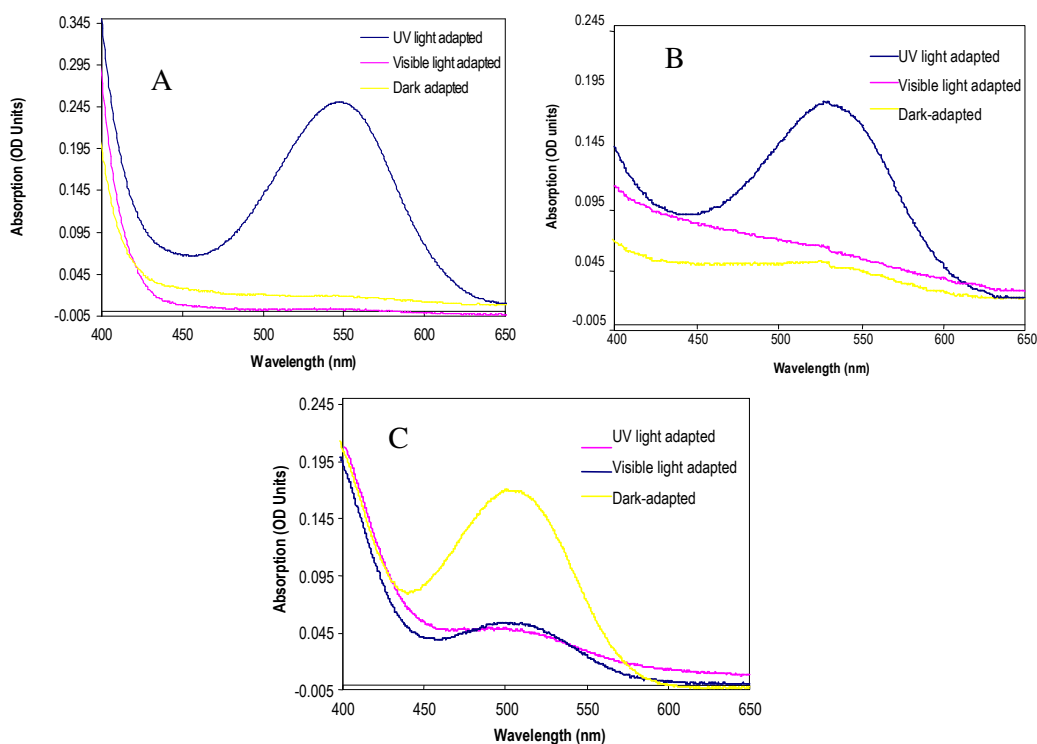 A
UV light adapted
Visible light adapted
Dark adapted
Absorption (OD Units)
0.345
0.295
0.245
0.195
0.145
0.095
0.045
-0.005
400 450 500 550 600 650
Wavelength (nm)
B
UV light adapted
Visible light adapted
Dark-adapted
Absorption (OD units)
0.245
0.195
0.145
0.095
0.045
-0.005
400 450 500 550 600 650
Wavelength (nm)
C
UV light adapted
Visible light adapted
Dark-adapted
Absorption (OD Units)
0.245
0.195
0.145
0.095
0.045
-0.005
400 450 500 550 600 650
Wavelength (nm)